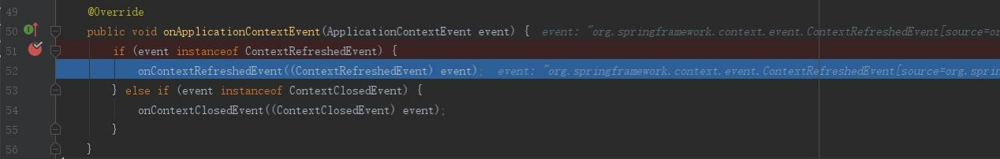 49 @Override
50 public void onApplicationContextEvent(ApplicationContextEvent event) { event: "org.springframework.context.event.ContextRefreshedEvent[source=or
51 if (event instanceof ContextRefreshedEvent) {
52 onContextRefreshedEvent((ContextRefreshedEvent) event); event: "org.springframework.context.event.ContextRefreshedEvent[source=org.sprin
53 } else if (event instanceof ContextClosedEvent) {
54 onContextClosedEvent((ContextClosedEvent) event);
55 }
56 }